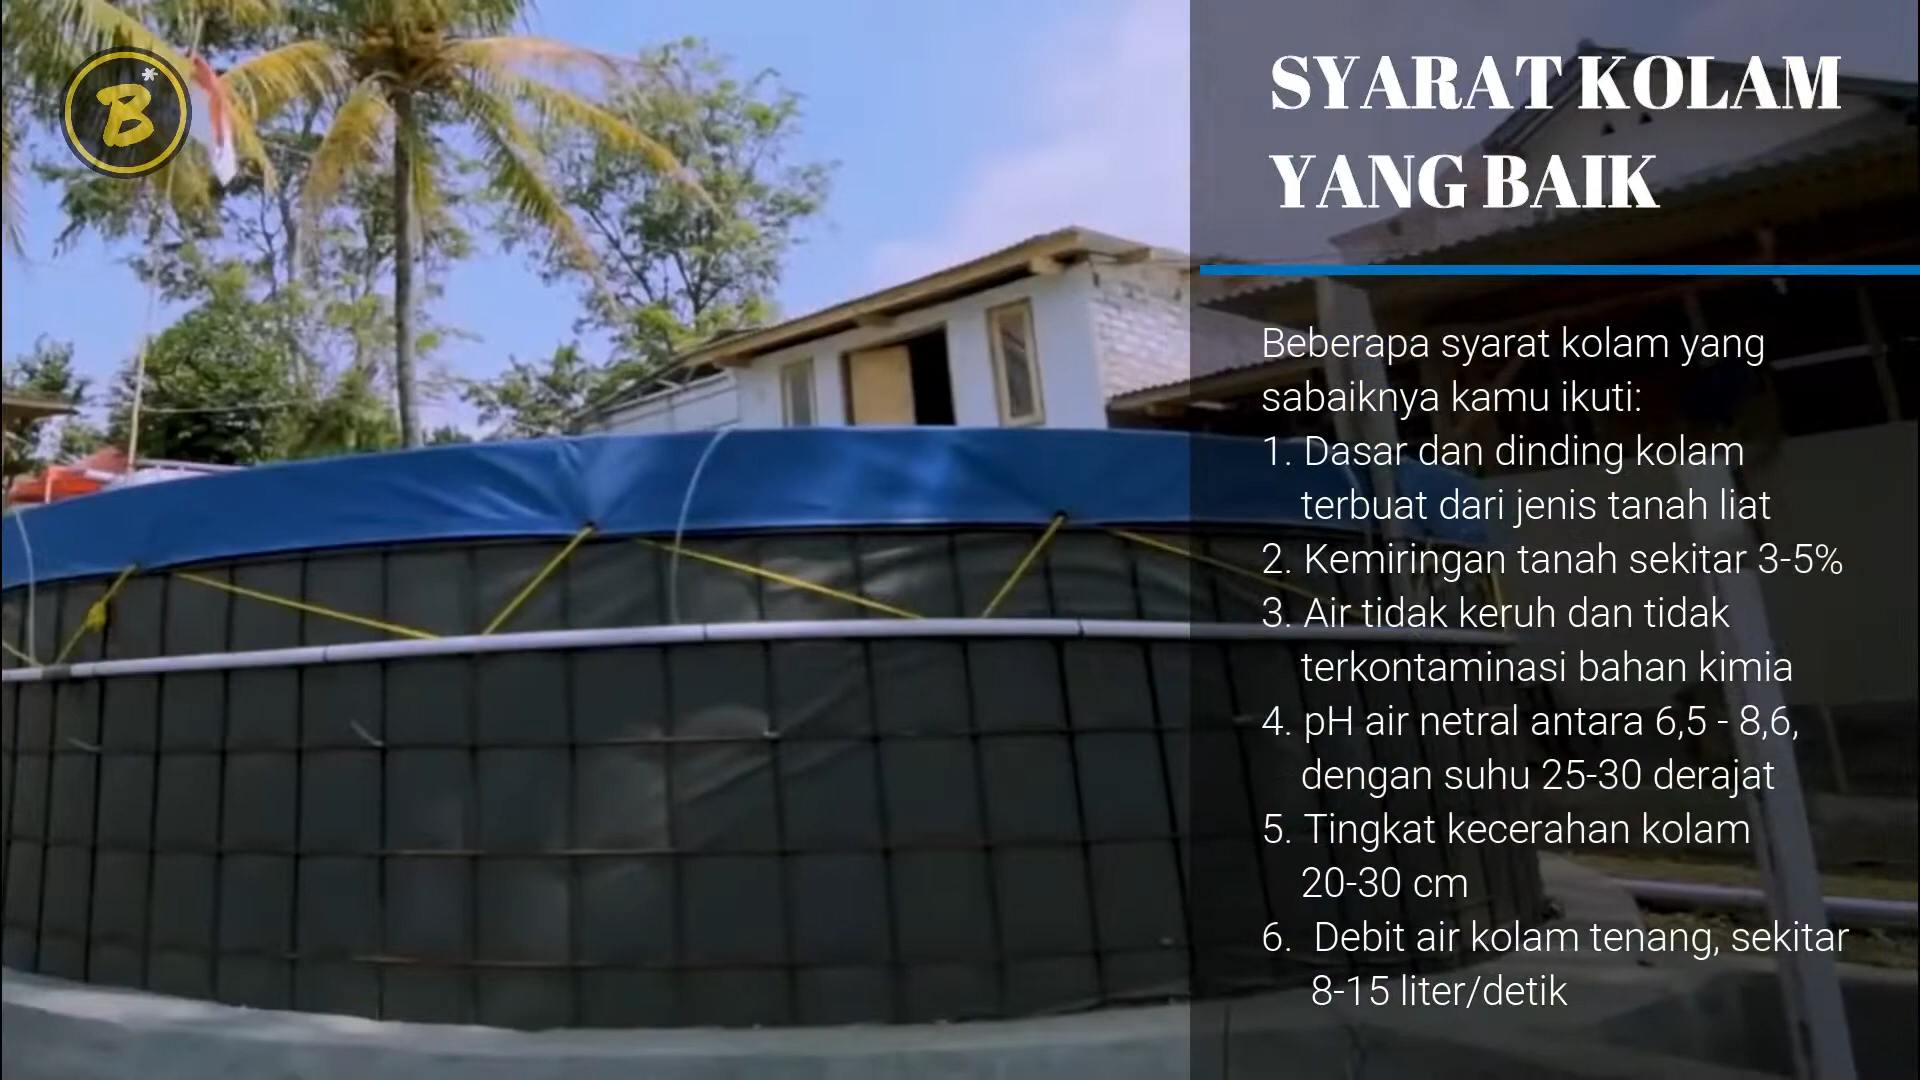 B
SYARAT KOLAM
YANG BAIK
Beberapa syarat kolam yang
sabaiknya kamu ikuti:
1. Dasar dan dinding kolam
terbuat dari jenis tanah liat
2. Kemiringan tanah sekitar 3-5%
3. Air tidak keruh dan tidak
terkontaminasi bahan kimia
4. pH air netral antara 6,5 - 8,6,
dengan suhu 25-30 derajat
5. Tingkat kecerahan kolam
20-30 cm
6. Debit air kolam tenang, sekitar
8-15 liter/detik